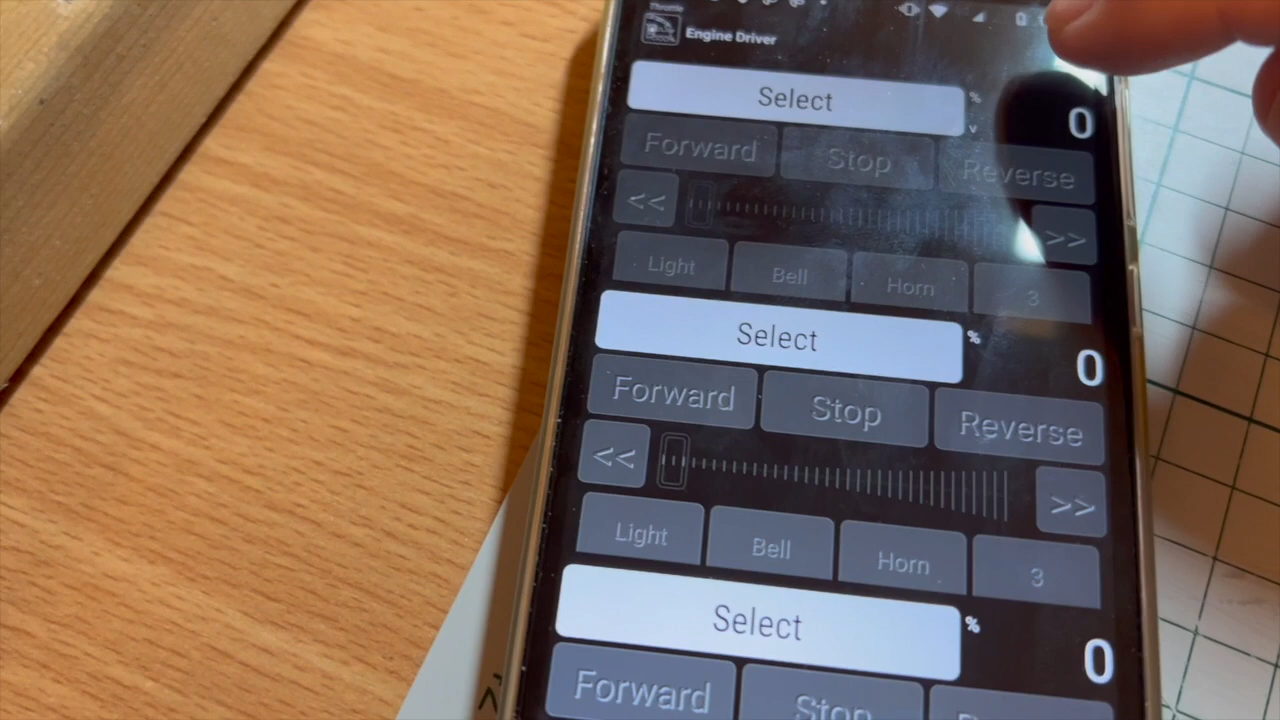 Throttle
Engine Driver
Select
%
v
0
Forward Stop Reverse
<< >>
Light Bell Horn 3
Select
%
0
Forward Stop Reverse
<< >>
Light Bell Horn 3
Select
%
0
Forward Stop